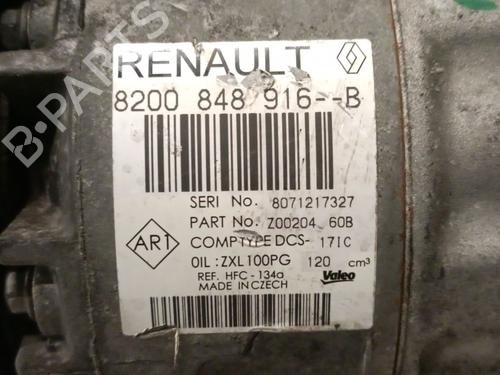 B-PARTS
RENAULT
8200 848 916--B
SERI No. 8071217327
PART No. Z00204 60B
ART
COMPTYPE DCS- 171C
OIL : ZXL100PG 120 cm³
REF. HFC - 134a
MADE IN CZECH
Valeo